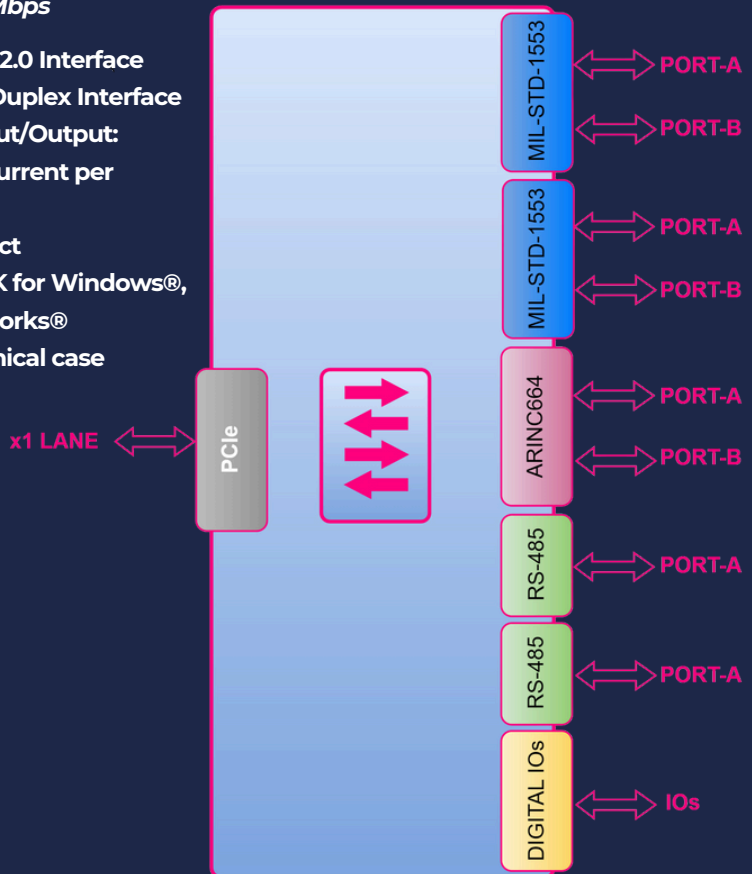 Mbps
2.0 Interface
Duplex Interface
ut/Output:
urrent per
ct
K for Windows®,
orks®
nical case
x1 LANE
PCIe
MIL-STD-1553
PORT-A
PORT-B
MIL-STD-1553
PORT-A
PORT-B
ARINC664
PORT-A
PORT-B
RS-485
PORT-A
RS-485
PORT-A
DIGITAL IOs
IOs